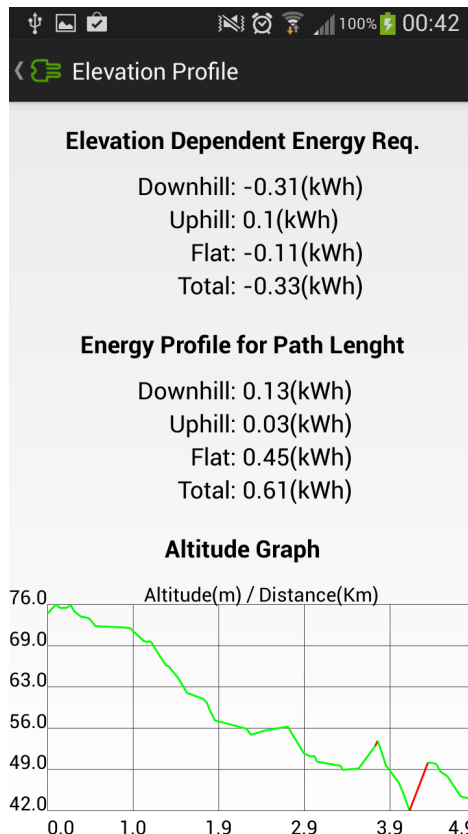 100% 00:42
Elevation Profile
Elevation Dependent Energy Req.
Downhill: -0.31(kWh)
Uphill: 0.1(kWh)
Flat: -0.11(kWh)
Total: -0.33(kWh)
Energy Profile for Path Lenght
Downhill: 0.13(kWh)
Uphill: 0.03(kWh)
Flat: 0.45(kWh)
Total: 0.61(kWh)
Altitude Graph
Altitude(m) / Distance(Km)
76.0
69.0
63.0
56.0
49.0
42.0
0.0 1.0 1.9 2.9 3.9 4.9